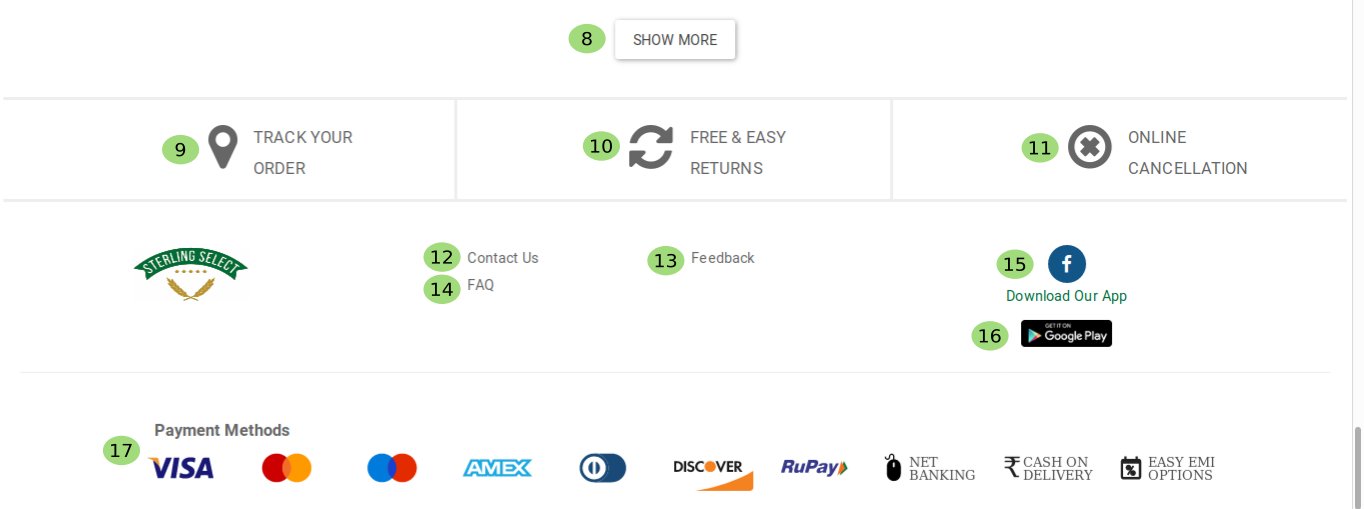 8 SHOW MORE
9 TRACK YOUR
ORDER
10 FREE & EASY
RETURNS
11 ONLINE
CANCELLATION
STERLING SELECT
12 Contact Us
14 FAQ
13 Feedback
15 f
Download Our App
16 GET IT ON
Google Play
Payment Methods
17 VISA
AMEX
DISCOVER
RuPay
NET
BANKING
₹ CASH ON
DELIVERY
% EASY EMI
OPTIONS